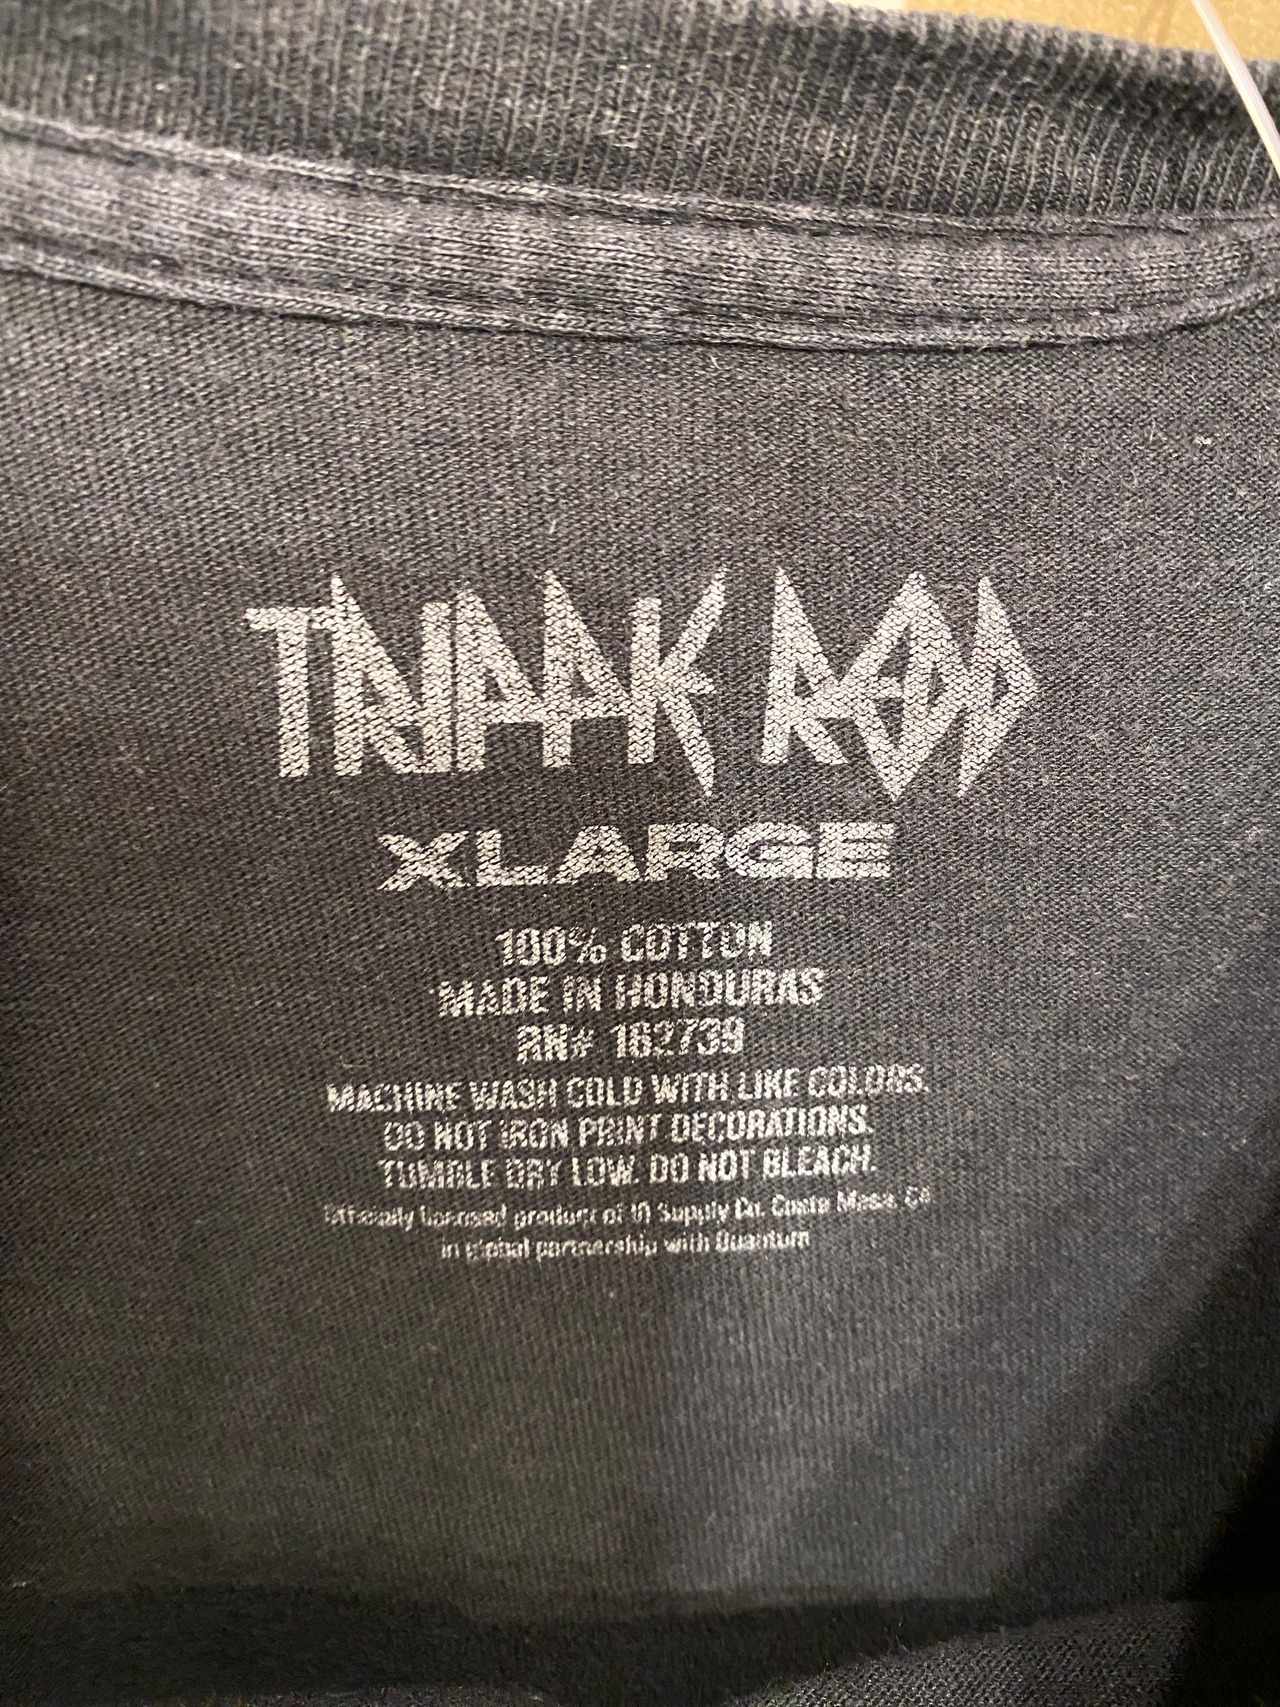 TRIPPIE REDD
XLARGE
100% COTTON
MADE IN HONDURAS
RN# 162739
MACHINE WASH COLD WITH LIKE COLORS.
DO NOT IRON PRINT DECORATIONS.
TUMBLE DRY LOW. DO NOT BLEACH.
Officially licensed product of Supply Co. Costa Mesa, CA
in global partnership with Quantum